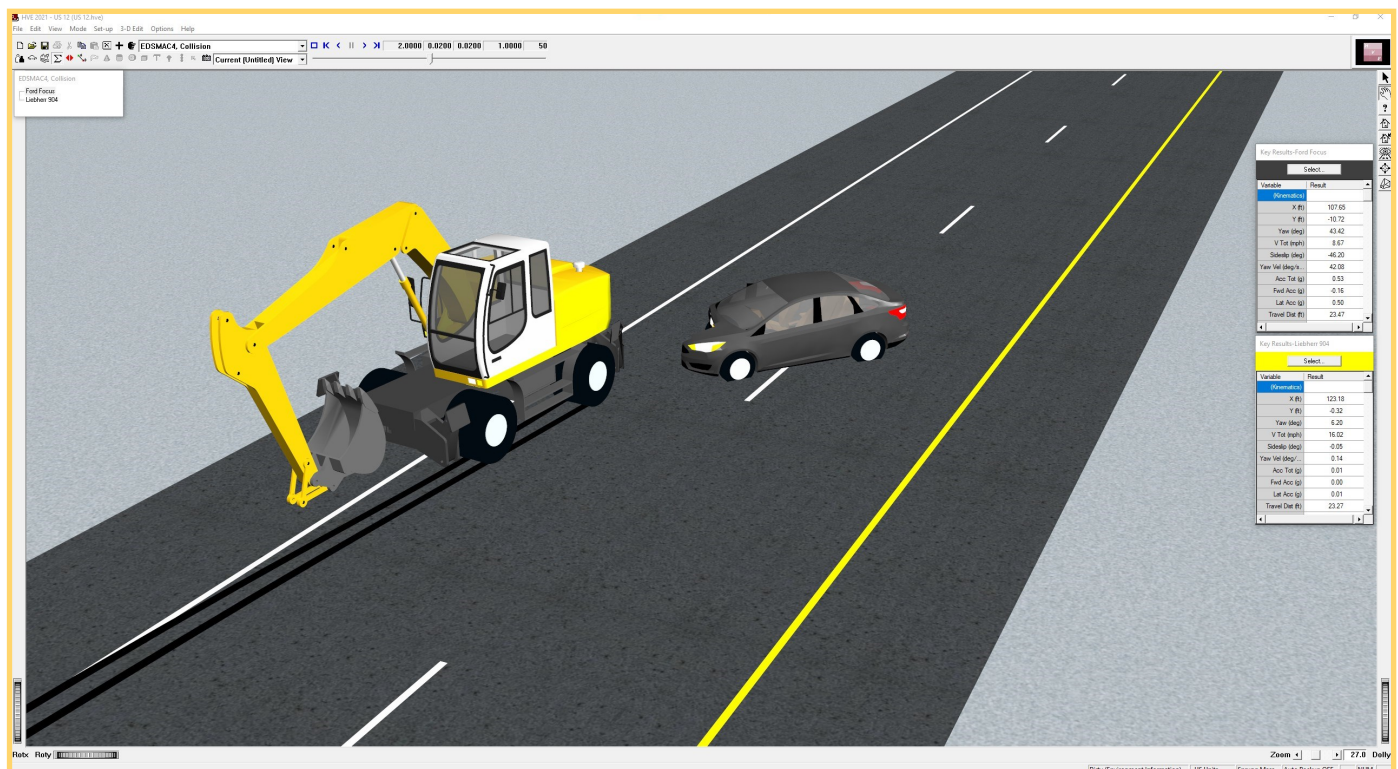 HVE 2021 - US 12 (US 12.hve)
File Edit View Mode Set-up 3-D Edit Options Help
EDSMAC4, Collision 2.0000 0.0200 0.0200 1.0000 50
Current (Untitled) View
EDSMAC4, Collision
Ford Focus
Liebherr 904
Key Results-Ford Focus
Select...
Variable Result
(Kinematics)
X (ft) 107.65
Y (ft) -10.72
Yaw (deg) 43.42
V Tot (mph) 8.67
Sideslip (deg) -46.20
Yaw Vel (deg/s... 42.08
Acc Tot (g) 0.53
Fwd Acc (g) -0.16
Lat Acc (g) 0.50
Travel Dist (ft) 23.47
Key Results-Liebherr 904
Select...
Variable Result
(Kinematics)
X (ft) 123.18
Y (ft) -0.32
Yaw (deg) 6.20
V Tot (mph) 16.02
Sideslip (deg) -0.05
Yaw Vel (deg/... 0.14
Acc Tot (g) 0.01
Fwd Acc (g) 0.00
Lat Acc (g) 0.01
Travel Dist (ft) 23.27
Rotx Roty Zoom 27.0 Dolly